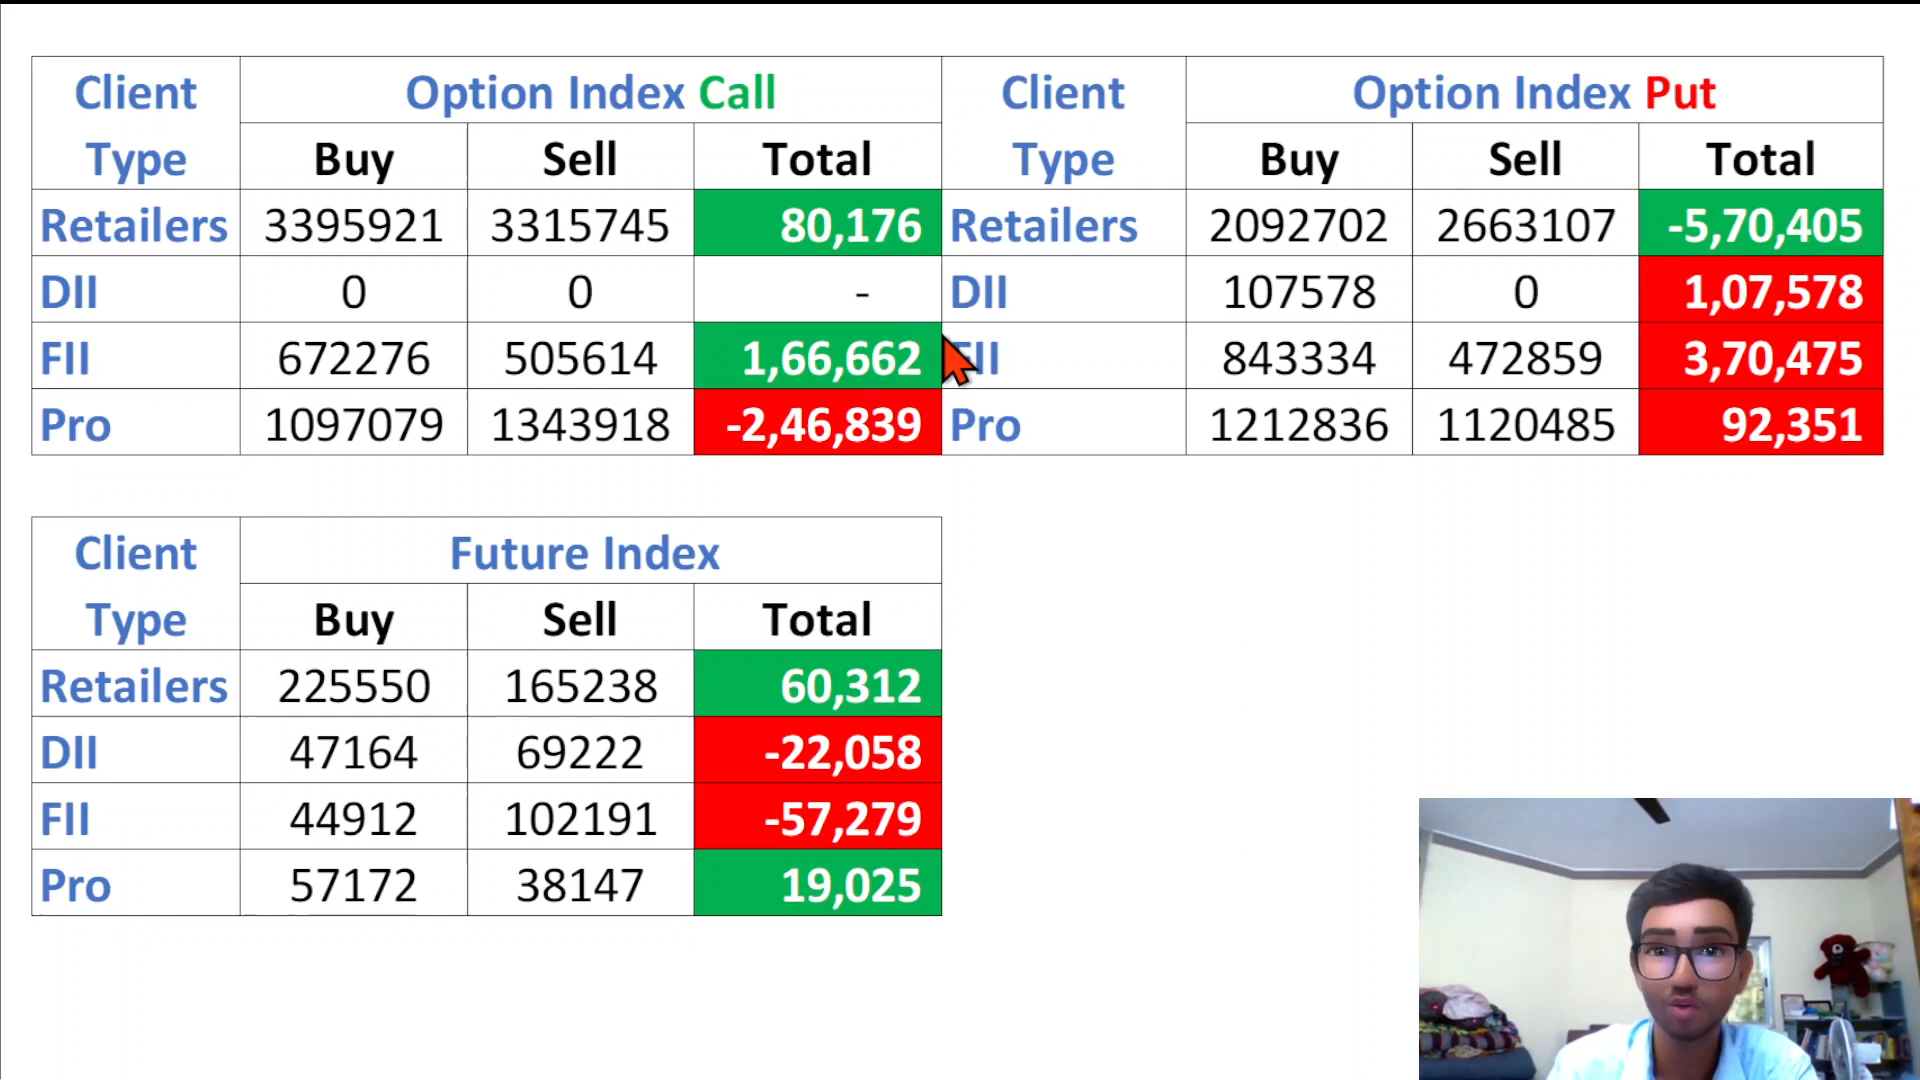 Client Type Option Index Call Client Type Option Index Put
Buy Sell Total Buy Sell Total
Retailers 3395921 3315745 80,176 Retailers 2092702 2663107 -5,70,405
DII 0 0 - DII 107578 0 1,07,578
FII 672276 505614 1,66,662 FII 843334 472859 3,70,475
Pro 1097079 1343918 -2,46,839 Pro 1212836 1120485 92,351
Client Type Future Index
Buy Sell Total
Retailers 225550 165238 60,312
DII 47164 69222 -22,058
FII 44912 102191 -57,279
Pro 57172 38147 19,025